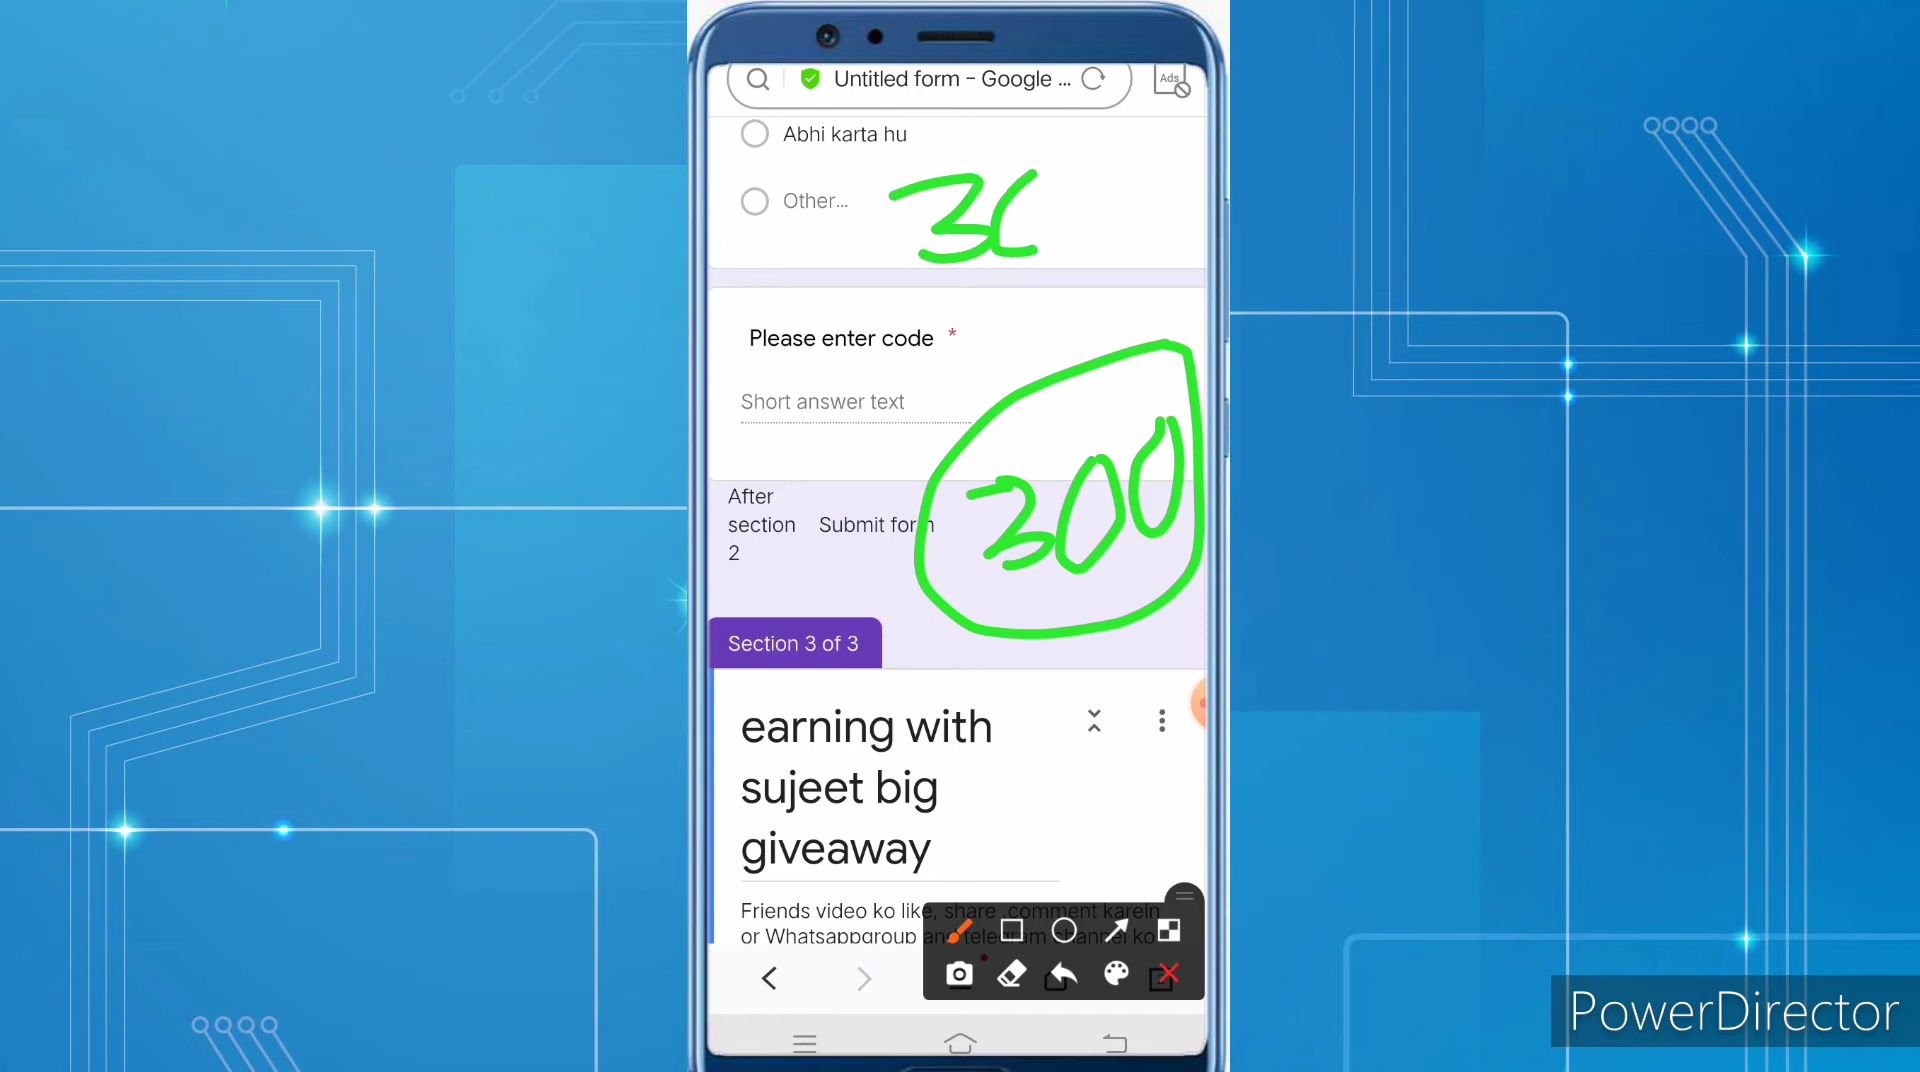 Untitled form - Google ...
Ads
Abhi karta hu
Other...
30
Please enter code *
Short answer text
300
After
section
2
Submit form
Section 3 of 3
earning with
sujeet big
giveaway
Friends video ko like, share ,comment karein
or Whatsappgroup and telegram channel ko
PowerDirector